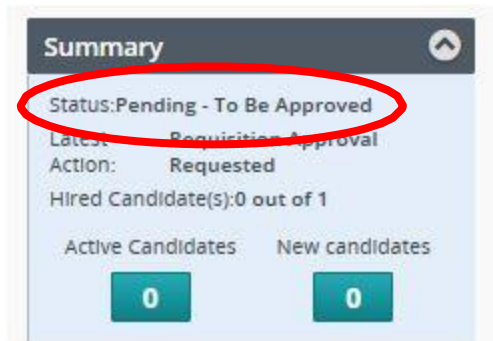 Summary
Status:Pending - To Be Approved
Latest Requisition Approval
Action: Requested
Hired Candidate(s):0 out of 1
Active Candidates New candidates
0 0